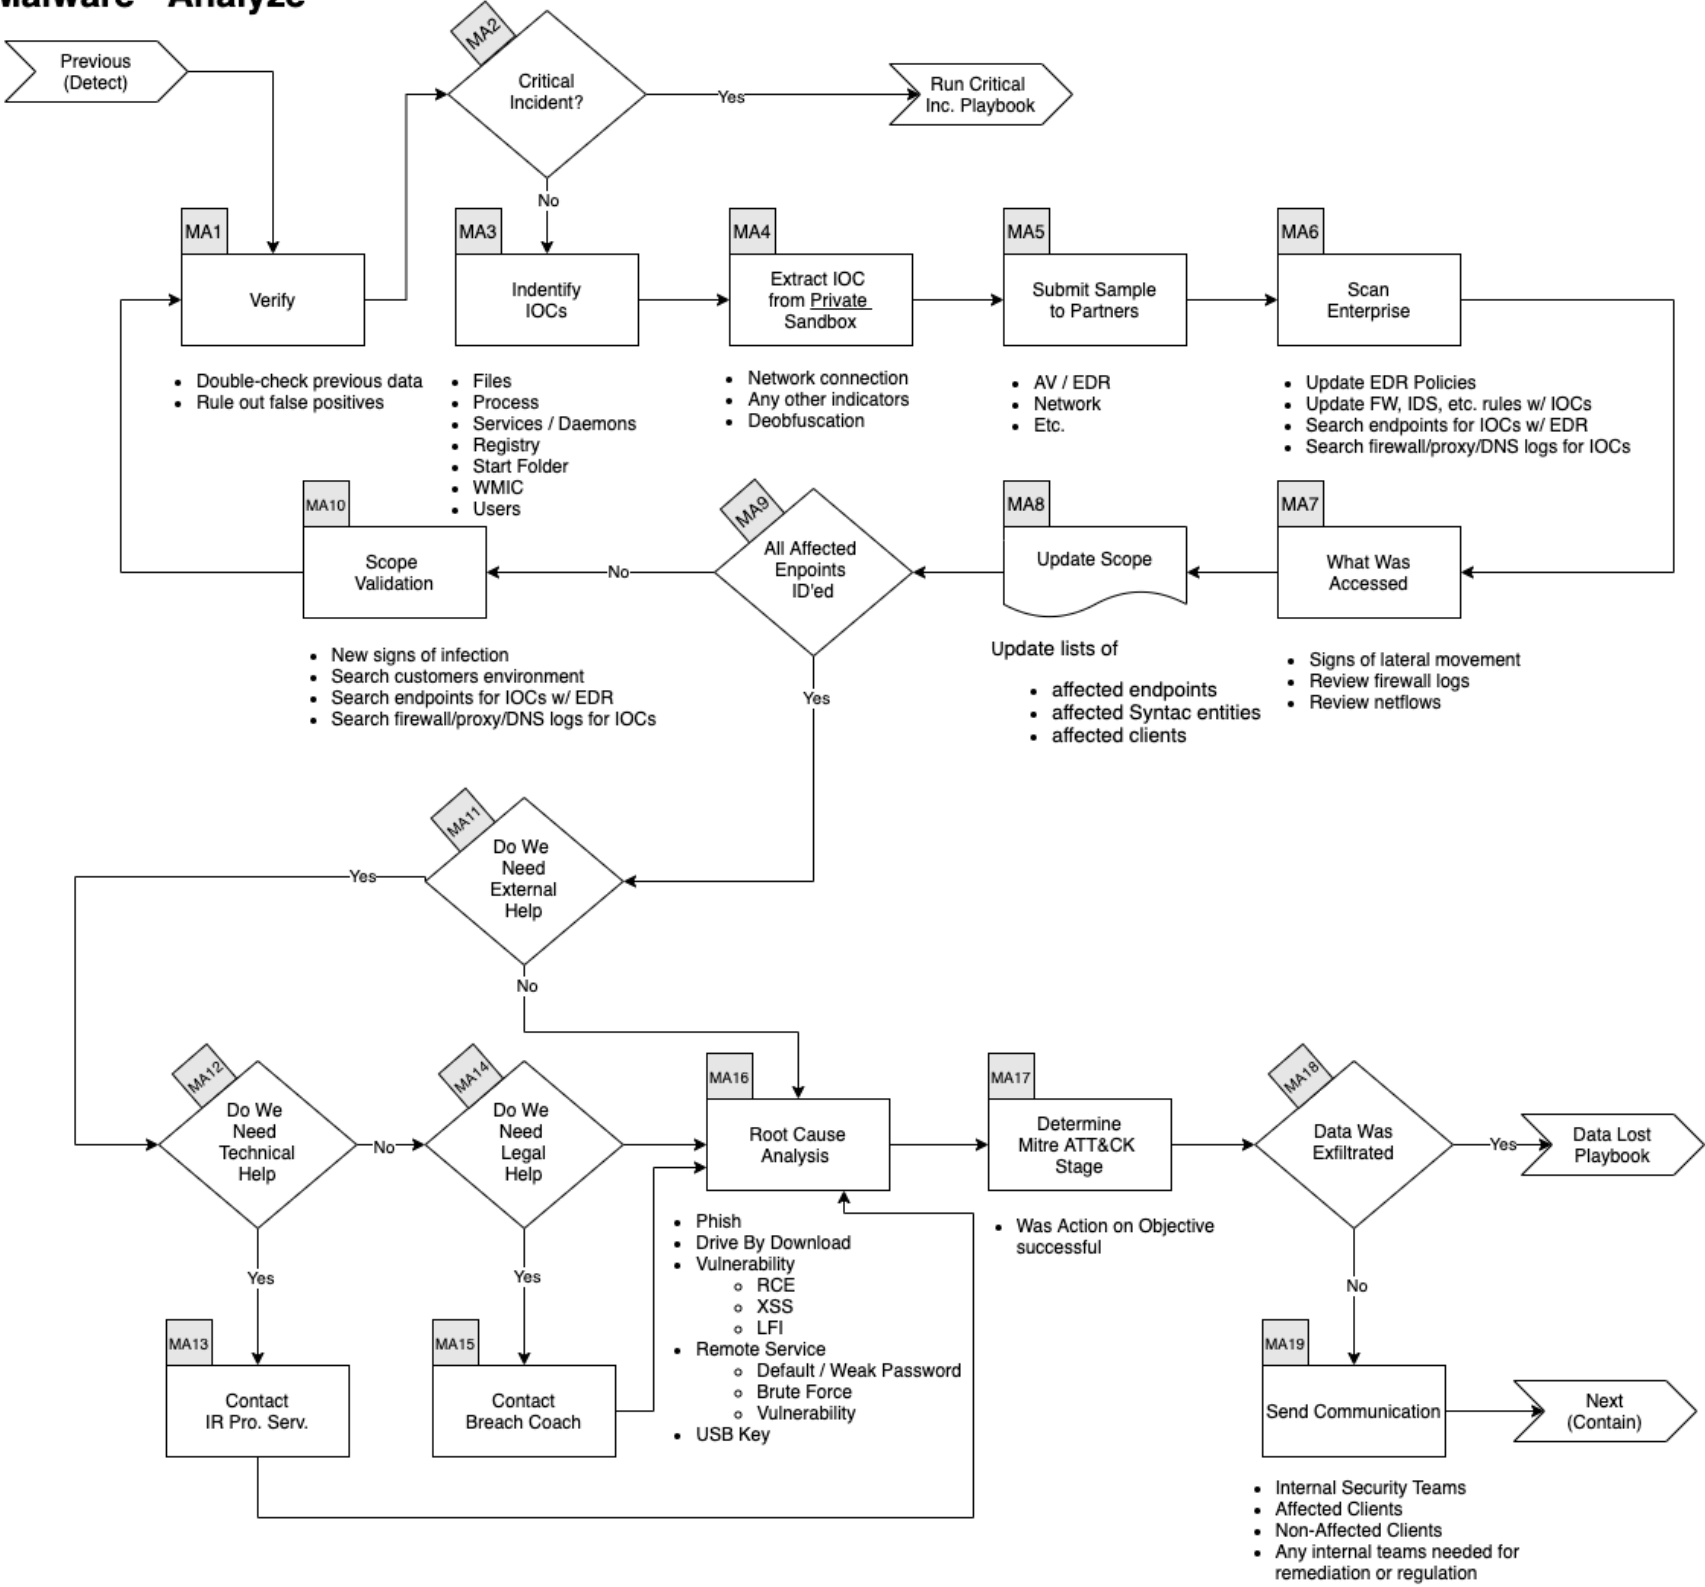 Malware - Analyze
Previous
(Detect)
MA2
Critical
Incident?
Yes
Run Critical
Inc. Playbook
No
MA1
Verify
• Double-check previous data
• Rule out false positives
MA3
Indentify
IOCs
• Files
• Process
• Services / Daemons
• Registry
• Start Folder
• WMIC
• Users
MA4
Extract IOC
from Private
Sandbox
• Network connection
• Any other indicators
• Deobfuscation
MA5
Submit Sample
to Partners
• AV / EDR
• Network
• Etc.
MA6
Scan
Enterprise
• Update EDR Policies
• Update FW, IDS, etc. rules w/ IOCs
• Search endpoints for IOCs w/ EDR
• Search firewall/proxy/DNS logs for IOCs
MA7
What Was
Accessed
• Signs of lateral movement
• Review firewall logs
• Review netflows
MA8
Update Scope
Update lists of
• affected endpoints
• affected Syntac entities
• affected clients
MA9
All Affected
Enpoints
ID'ed
No
MA10
Scope
Validation
• New signs of infection
• Search customers environment
• Search endpoints for IOCs w/ EDR
• Search firewall/proxy/DNS logs for IOCs
Yes
MA11
Do We
Need
External
Help
Yes
No
MA12
Do We
Need
Technical
Help
No
Yes
MA13
Contact
IR Pro. Serv.
MA14
Do We
Need
Legal
Help
Yes
MA15
Contact
Breach Coach
MA16
Root Cause
Analysis
• Phish
• Drive By Download
• Vulnerability
○ RCE
○ XSS
○ LFI
• Remote Service
○ Default / Weak Password
○ Brute Force
○ Vulnerability
• USB Key
MA17
Determine
Mitre ATT&CK
Stage
• Was Action on Objective
successful
MA18
Data Was
Exfiltrated
Yes
Data Lost
Playbook
No
MA19
Send Communication
• Internal Security Teams
• Affected Clients
• Non-Affected Clients
• Any internal teams needed for
remediation or regulation
Next
(Contain)